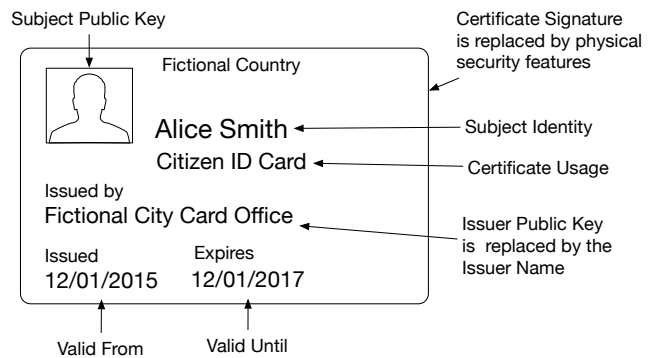 Subject Public Key
Certificate Signature
is replaced by physical
security features
Fictional Country
Alice Smith
Subject Identity
Citizen ID Card
Certificate Usage
Issued by
Fictional City Card Office
Issuer Public Key
is replaced by the
Issuer Name
Issued
Expires
12/01/2015
12/01/2017
Valid From
Valid Until